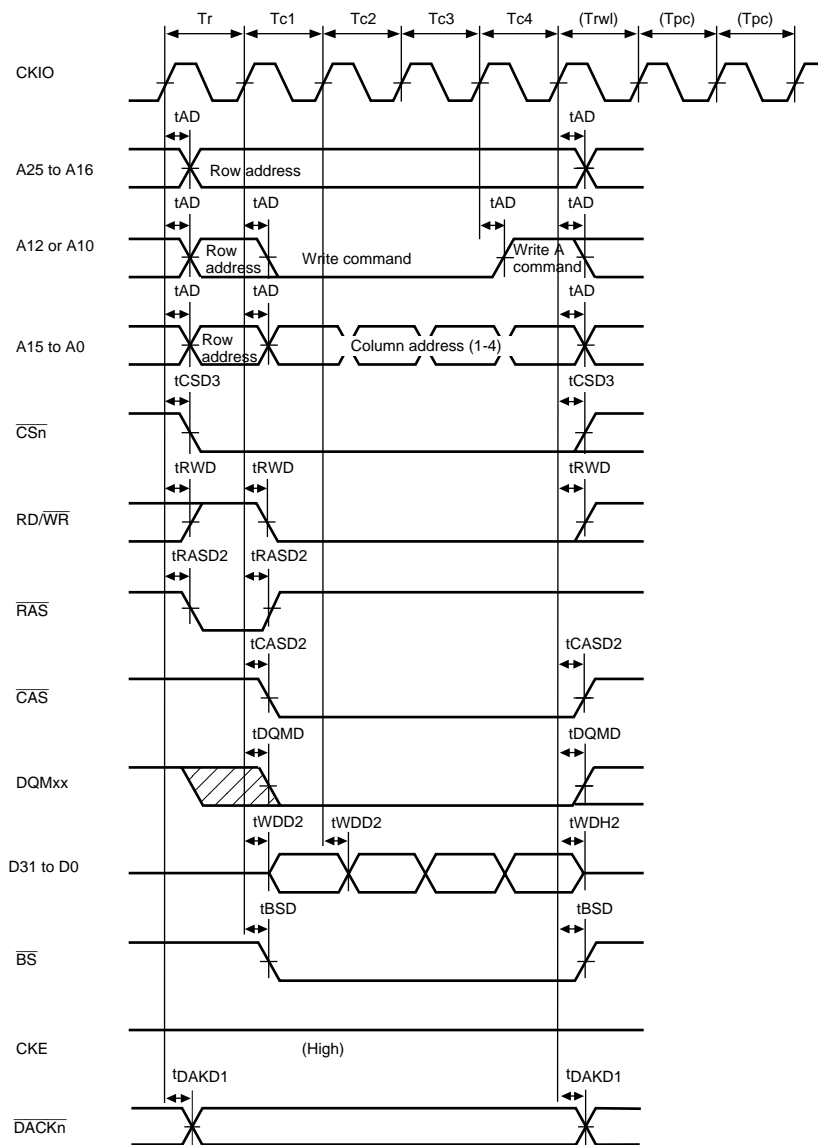 Tr Tc1 Tc2 Tc3 Tc4 (Trwl) (Tpc) (Tpc)
CKIO
tAD tAD
A25 to A16 Row address
tAD tAD tAD tAD
A12 or A10 Row address Write command Write A command
tAD tAD tAD
A15 to A0 Row address Column address (1-4)
tCSD3 tCSD3
CSn
tRWD tRWD tRWD
RD/WR
tRASD2 tRASD2
RAS
tCASD2 tCASD2
CAS
tDQMD tDQMD
DQMxx
tWDD2 tWDD2 tWDH2
D31 to D0
tBSD tBSD
BS
CKE (High)
tDAKD1 tDAKD1
DACKn